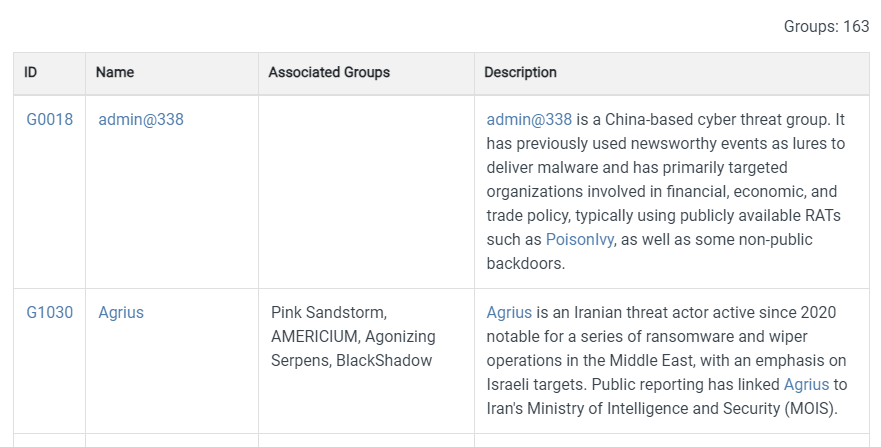 Groups: 163
ID Name Associated Groups Description
G0018 admin@338 admin@338 is a China-based cyber threat group. It
has previously used newsworthy events as lures to
deliver malware and has primarily targeted
organizations involved in financial, economic, and
trade policy, typically using publicly available RATs
such as PoisonIvy, as well as some non-public
backdoors.
G1030 Agrius Pink Sandstorm, Agrius is an Iranian threat actor active since 2020
AMERICIUM, Agonizing notable for a series of ransomware and wiper
Serpens, BlackShadow operations in the Middle East, with an emphasis on
Israeli targets. Public reporting has linked Agrius to
Iran's Ministry of Intelligence and Security (MOIS).